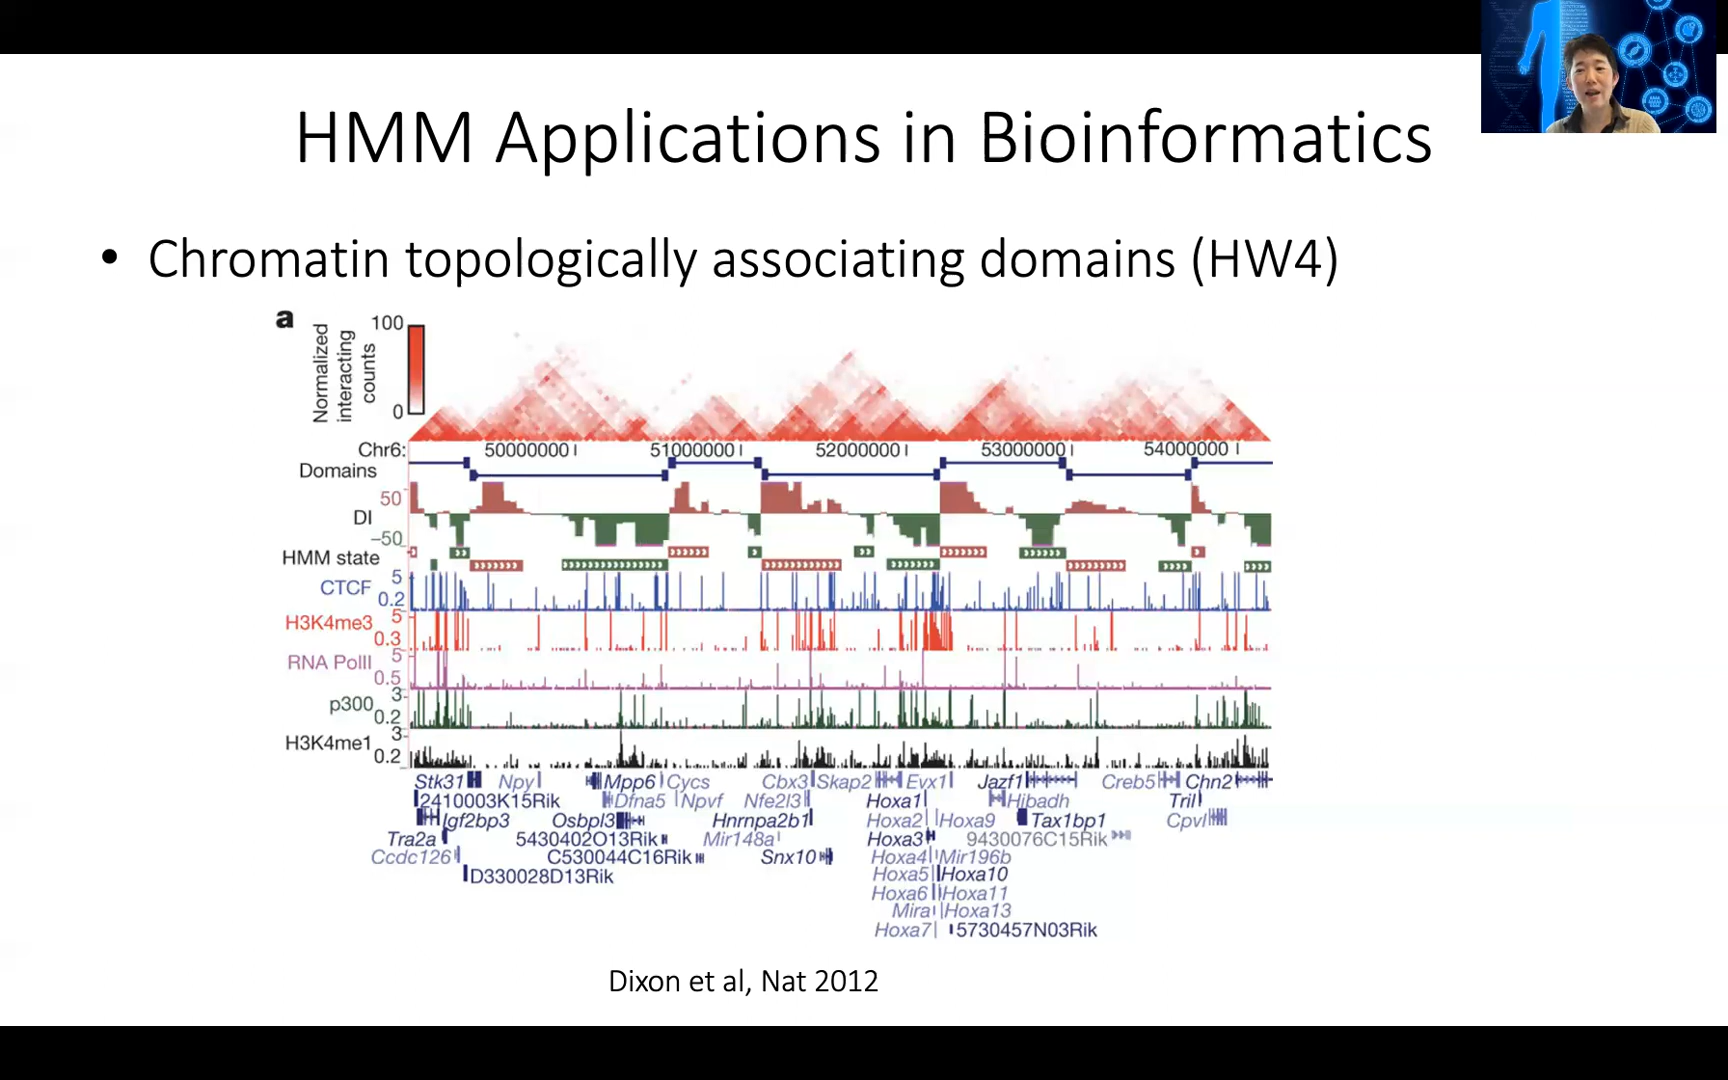 HMM Applications in Bioinformatics
• Chromatin topologically associating domains (HW4)
a
Normalized
interacting
counts
100
0
Chr6:
50000000
51000000
52000000
53000000
54000000
Domains
50
DI
−50
HMM state
CTCF
5
0.2
H3K4me3
5
0.3
RNA PolII
5
0.5
p300
3
0.2
H3K4me1
3
0.2
Stk31 Npy Mpp6 Cycs Cbx3 Skap2 Evx1 Jazf1 Creb5 Chn2
2410003K15Rik Dfna5 Npvf Nfe2l3 Hoxa1 Hibadh Tril
Igf2bp3 Osbpl3 Hnrnpa2b1 Hoxa2 Hoxa9 Tax1bp1 Cpvl
Tra2a 5430402O13Rik Mir148a Hoxa3 9430076C15Rik
Ccdc126 C530044C16Rik Snx10 Hoxa4 Mir196b
D330028D13Rik Hoxa5 Hoxa10
Hoxa6 Hoxa11
Mira Hoxa13
Hoxa7 5730457N03Rik
Dixon et al, Nat 2012